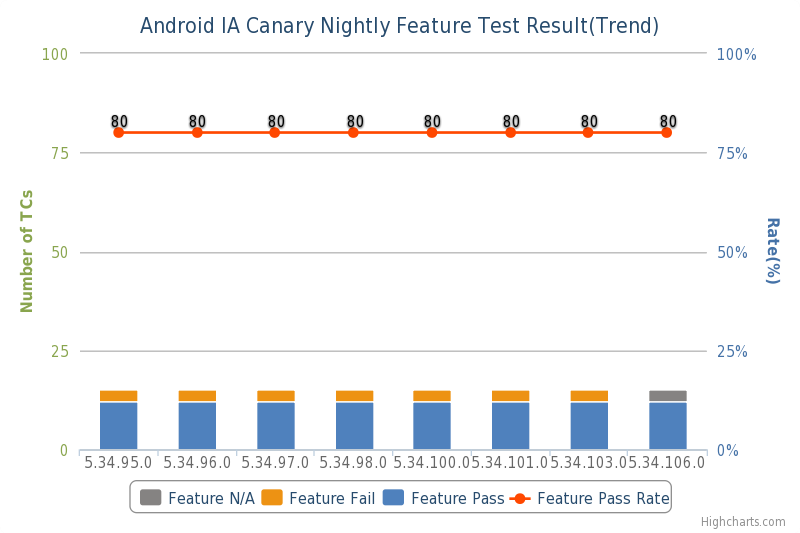 Android IA Canary Nightly Feature Test Result(Trend)
100
100%
80 80 80 80 80 80 80 80
75
75%
Number of TCs
Rate(%)
50
50%
25
25%
0
0%
5.34.95.0 5.34.96.0 5.34.97.0 5.34.98.0 5.34.100.0 5.34.101.0 5.34.103.0 5.34.106.0
Feature N/A Feature Fail Feature Pass Feature Pass Rate
Highcharts.com